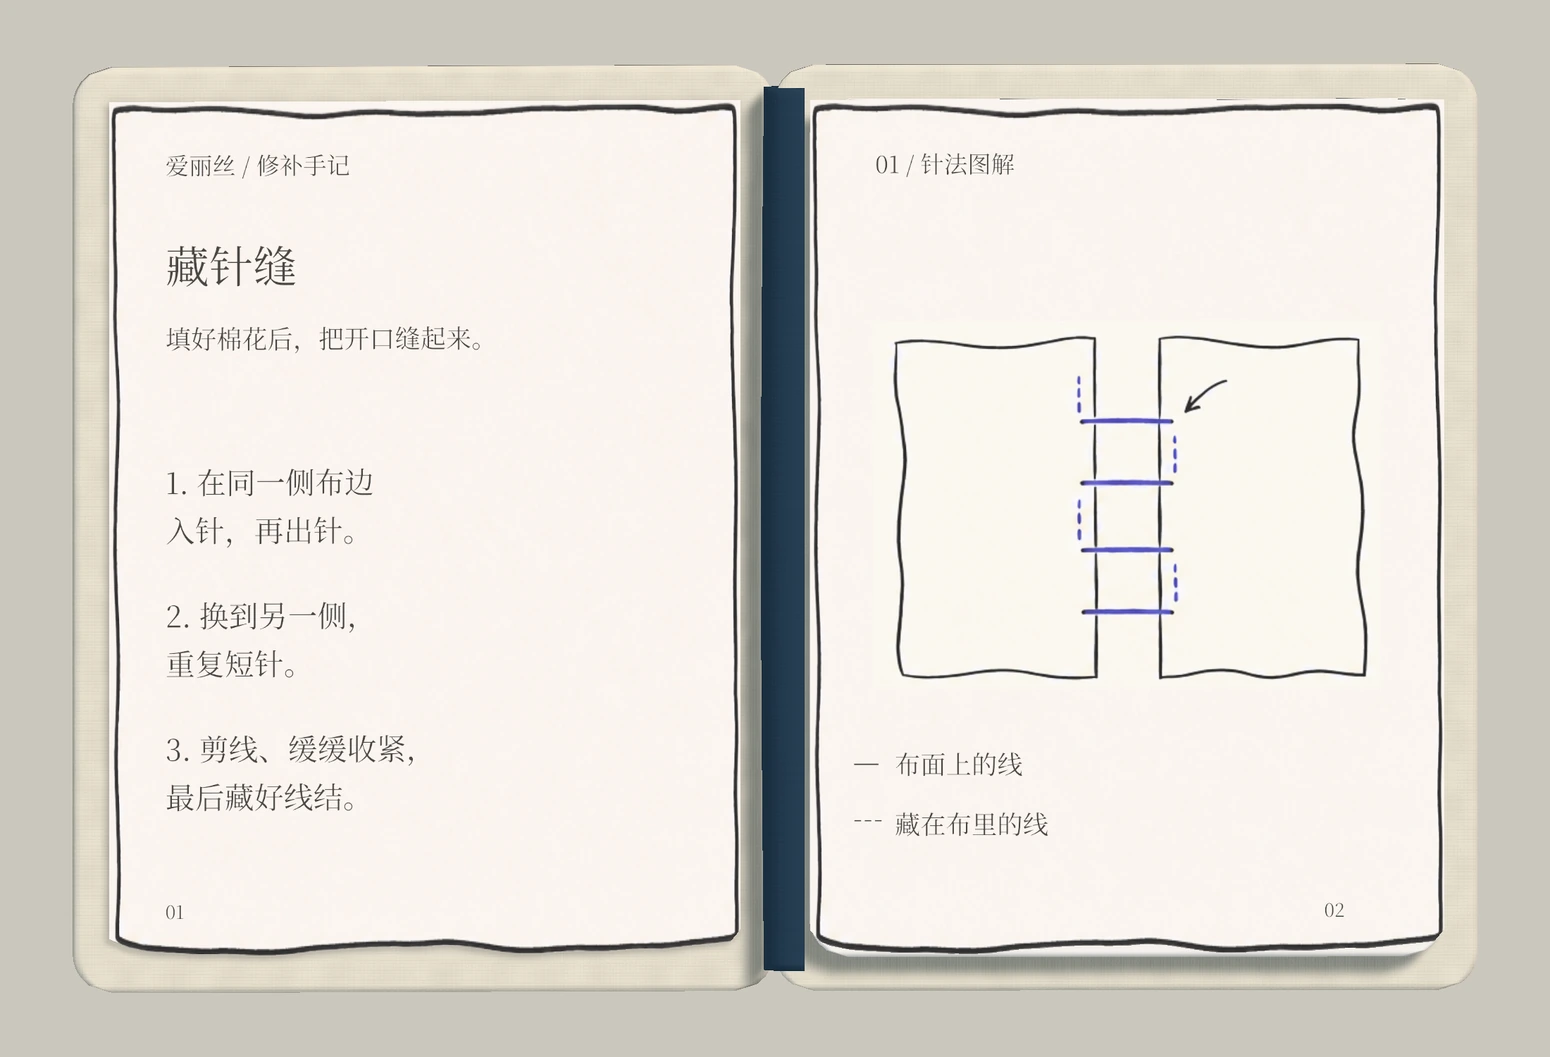 爱丽丝 / 修补手记
藏针缝
填好棉花后，把开口缝起来。
1. 在同一侧布边
入针，再出针。
2. 换到另一侧，
重复短针。
3. 剪线、缓缓收紧，
最后藏好线结。
01
01 / 针法图解
布面上的线
藏在布里的线
02